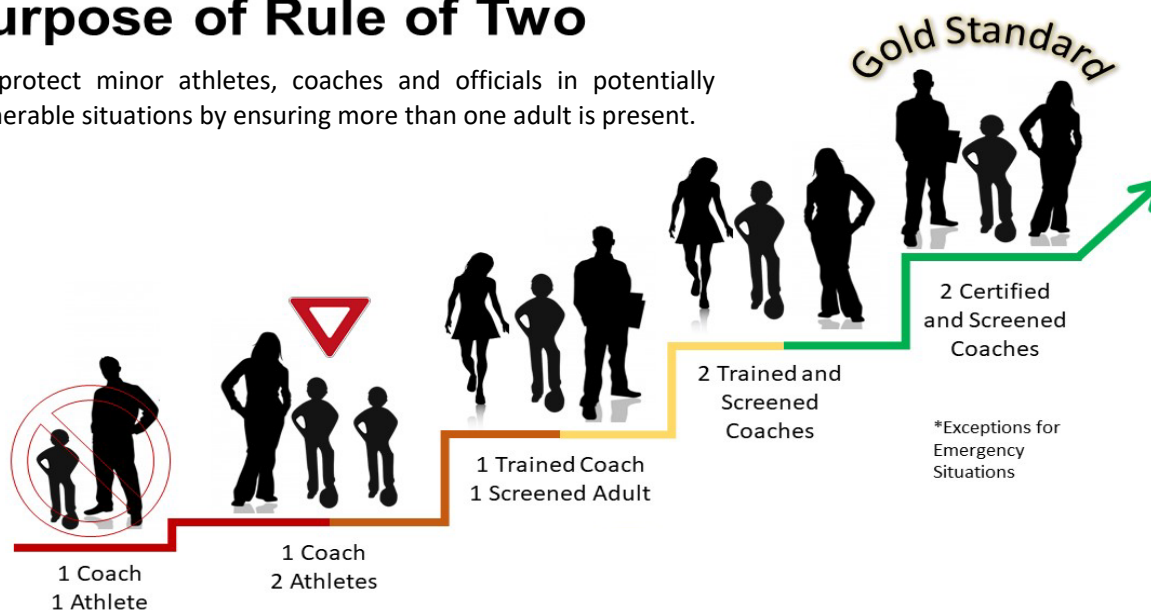 urpose of Rule of Two
protect minor athletes, coaches and officials in potentially
nerable situations by ensuring more than one adult is present.
Gold Standard
2 Certified
and Screened
Coaches
2 Trained and
Screened
Coaches
*Exceptions for
Emergency
Situations
1 Trained Coach
1 Screened Adult
1 Coach
2 Athletes
1 Coach
1 Athlete